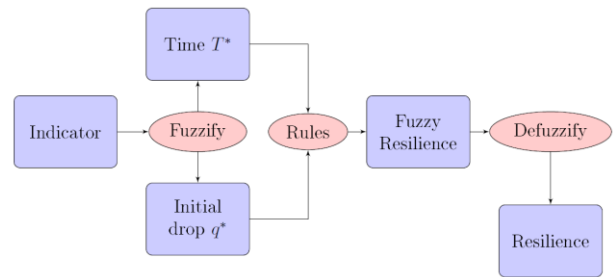 Time T*
Indicator
Fuzzify
Rules
Fuzzy
Resilience
Defuzzify
Initial
drop q*
Resilience